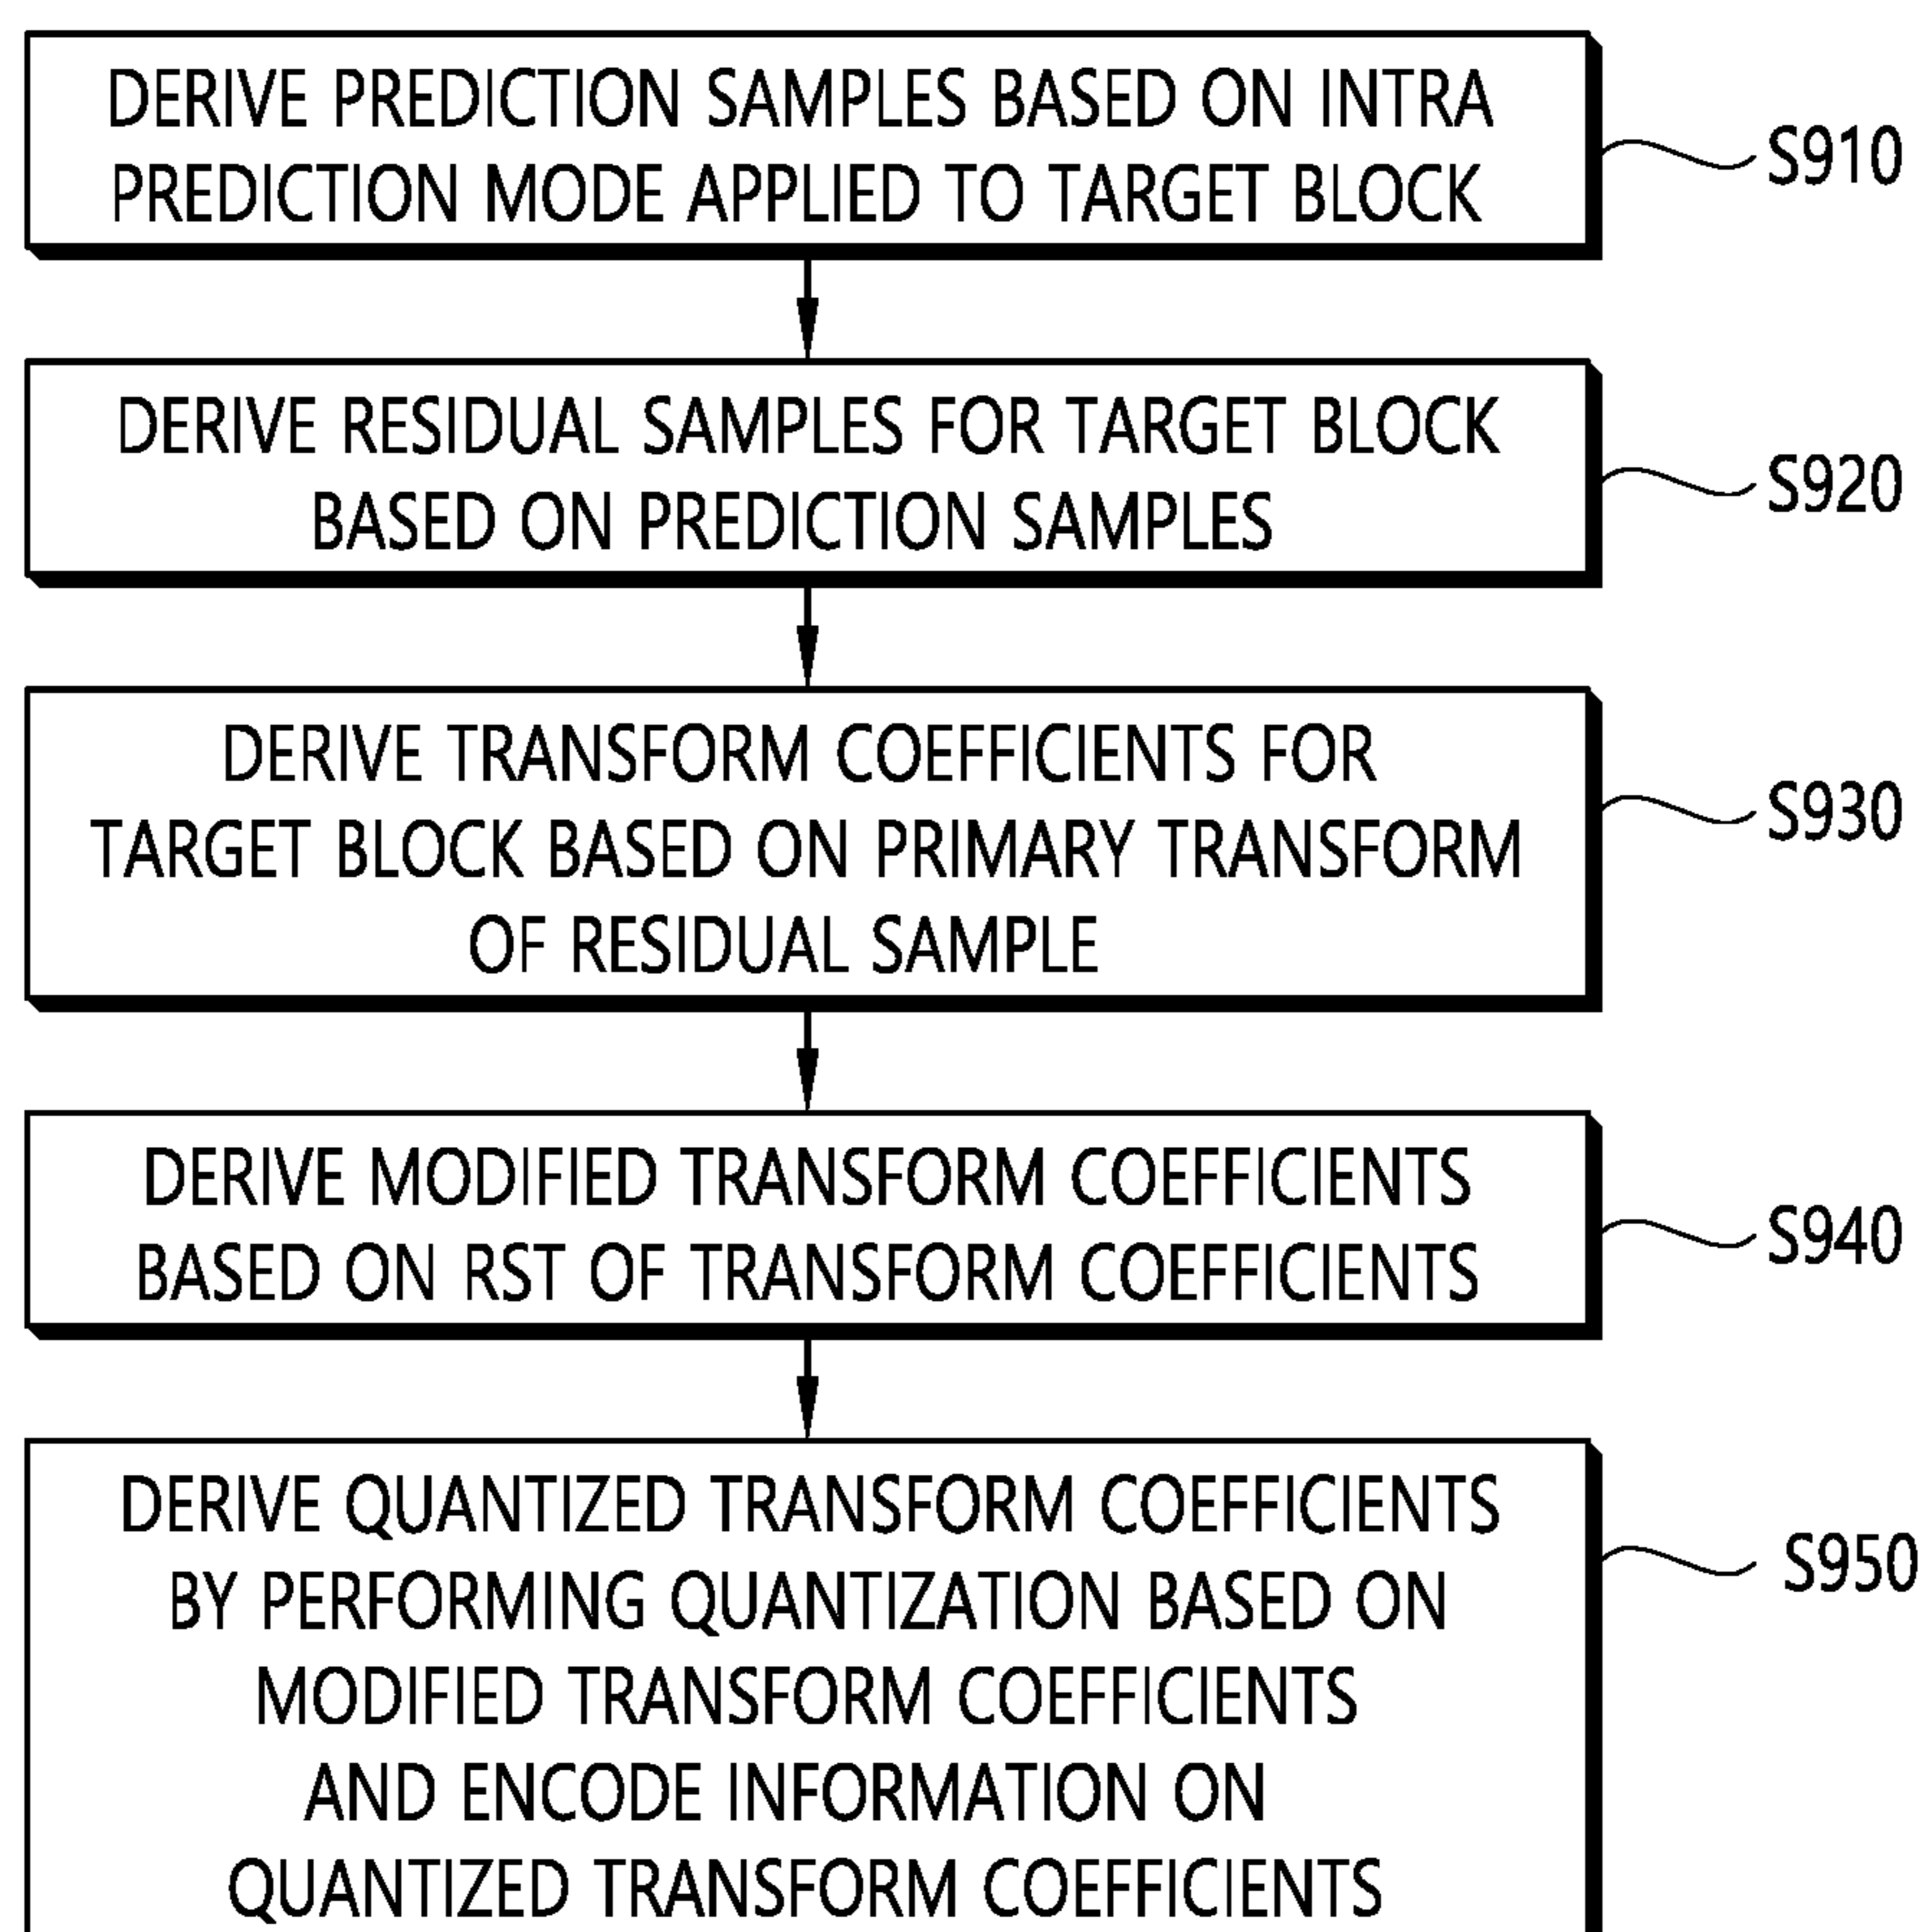 DERIVE PREDICTION SAMPLES BASED ON INTRA
PREDICTION MODE APPLIED TO TARGET BLOCK
S910
DERIVE RESIDUAL SAMPLES FOR TARGET BLOCK
BASED ON PREDICTION SAMPLES
S920
DERIVE TRANSFORM COEFFICIENTS FOR
TARGET BLOCK BASED ON PRIMARY TRANSFORM
OF RESIDUAL SAMPLE
S930
DERIVE MODIFIED TRANSFORM COEFFICIENTS
BASED ON RST OF TRANSFORM COEFFICIENTS
S940
DERIVE QUANTIZED TRANSFORM COEFFICIENTS
BY PERFORMING QUANTIZATION BASED ON
MODIFIED TRANSFORM COEFFICIENTS
AND ENCODE INFORMATION ON
QUANTIZED TRANSFORM COEFFICIENTS
S950